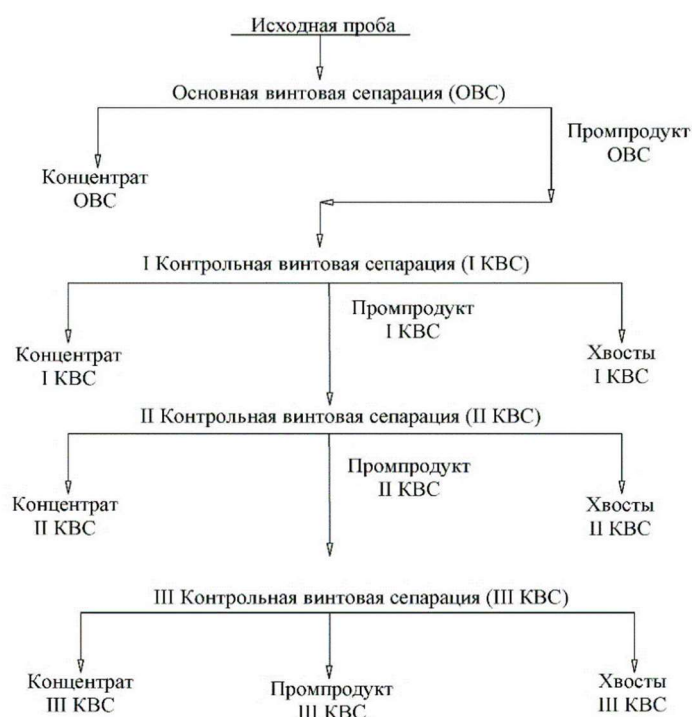 Исходная проба
Основная винтовая сепарация (ОВС)
Промпродукт
ОВС
Концентрат
ОВС
I Контрольная винтовая сепарация (I КВС)
Промпродукт
I КВС
Концентрат
I КВС
Хвосты
I КВС
II Контрольная винтовая сепарация (II КВС)
Промпродукт
II КВС
Концентрат
II КВС
Хвосты
II КВС
III Контрольная винтовая сепарация (III КВС)
Концентрат
III КВС
Промпродукт
III КВС
Хвосты
III КВС